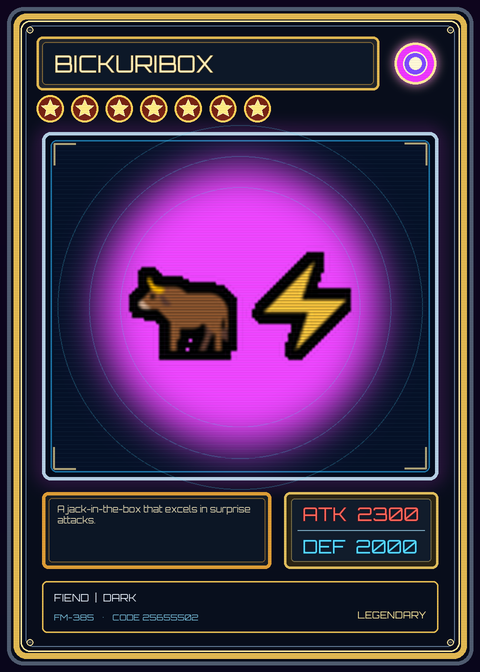 BICKURIBOX
A jack-in-the-box that excels in surprise
attacks.
ATK 2300
DEF 2000
FIEND | DARK
FM-385 · CODE 25655502
LEGENDARY